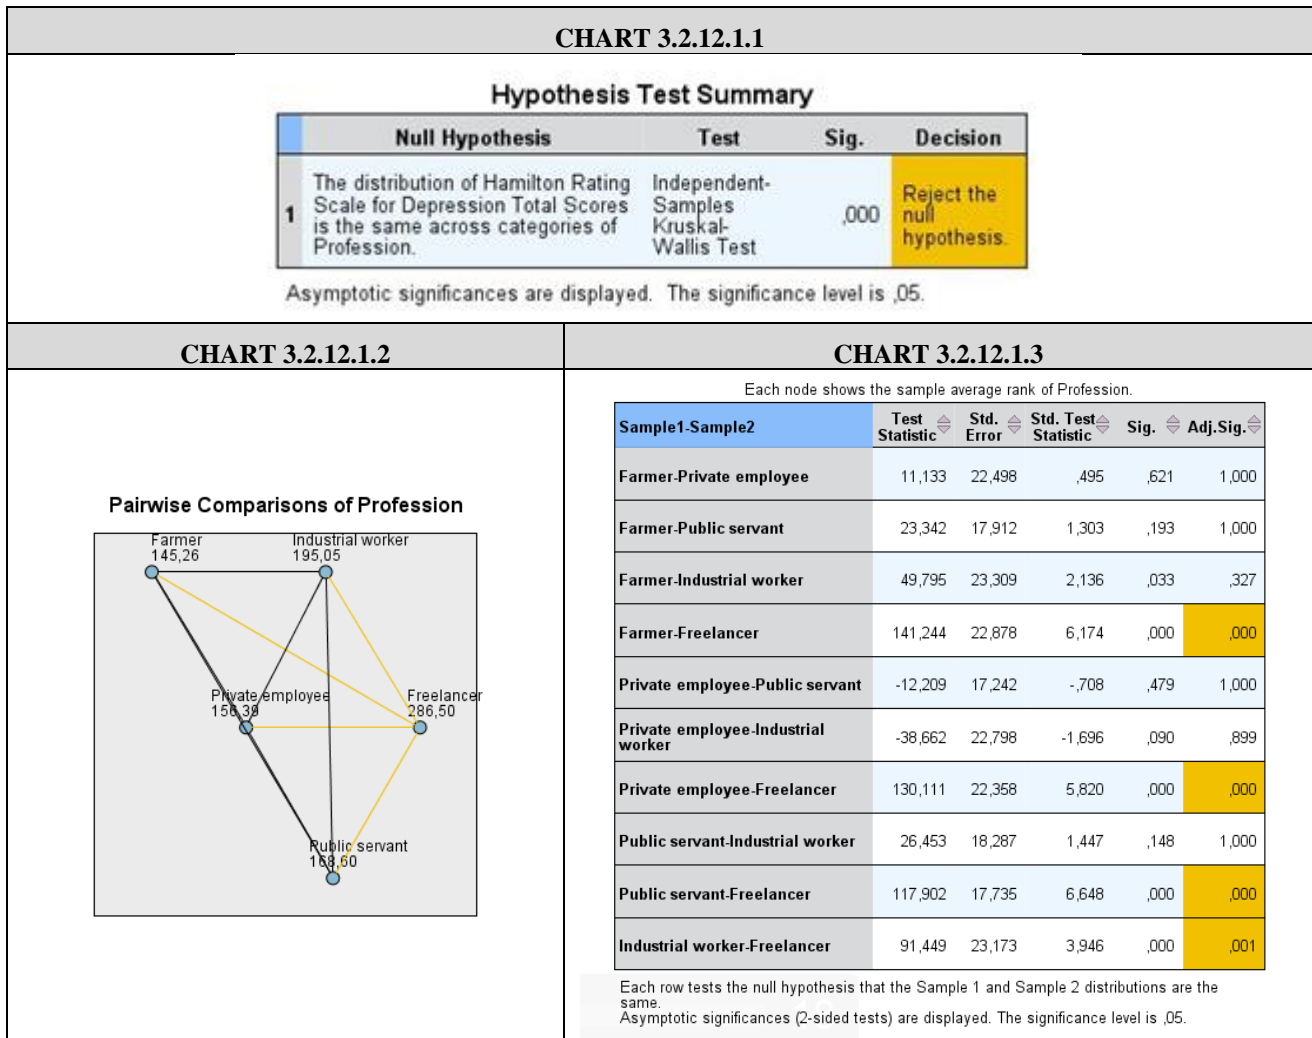 CHART 3.2.12.1.1
Hypothesis Test Summary
Null Hypothesis Test Sig. Decision
1 The distribution of Hamilton Rating Scale for Depression Total Scores is the same across categories of Profession. Independent-Samples Kruskal-Wallis Test ,000 Reject the null hypothesis.
Asymptotic significances are displayed. The significance level is ,05.
CHART 3.2.12.1.2
Pairwise Comparisons of Profession
Farmer
145,26
Industrial worker
195,05
Private employee
156,39
Freelancer
286,50
Public servant
168,60
CHART 3.2.12.1.3
Each node shows the sample average rank of Profession.
Sample1-Sample2 Test Statistic Std. Error Std. Test Statistic Sig. Adj.Sig.
Farmer-Private employee 11,133 22,498 ,495 ,621 1,000
Farmer-Public servant 23,342 17,912 1,303 ,193 1,000
Farmer-Industrial worker 49,795 23,309 2,136 ,033 ,327
Farmer-Freelancer 141,244 22,878 6,174 ,000 ,000
Private employee-Public servant -12,209 17,242 -,708 ,479 1,000
Private employee-Industrial worker -38,662 22,798 -1,696 ,090 ,899
Private employee-Freelancer 130,111 22,358 5,820 ,000 ,000
Public servant-Industrial worker 26,453 18,287 1,447 ,148 1,000
Public servant-Freelancer 117,902 17,735 6,648 ,000 ,000
Industrial worker-Freelancer 91,449 23,173 3,946 ,000 ,001
Each row tests the null hypothesis that the Sample 1 and Sample 2 distributions are the
same.
Asymptotic significances (2-sided tests) are displayed. The significance level is ,05.